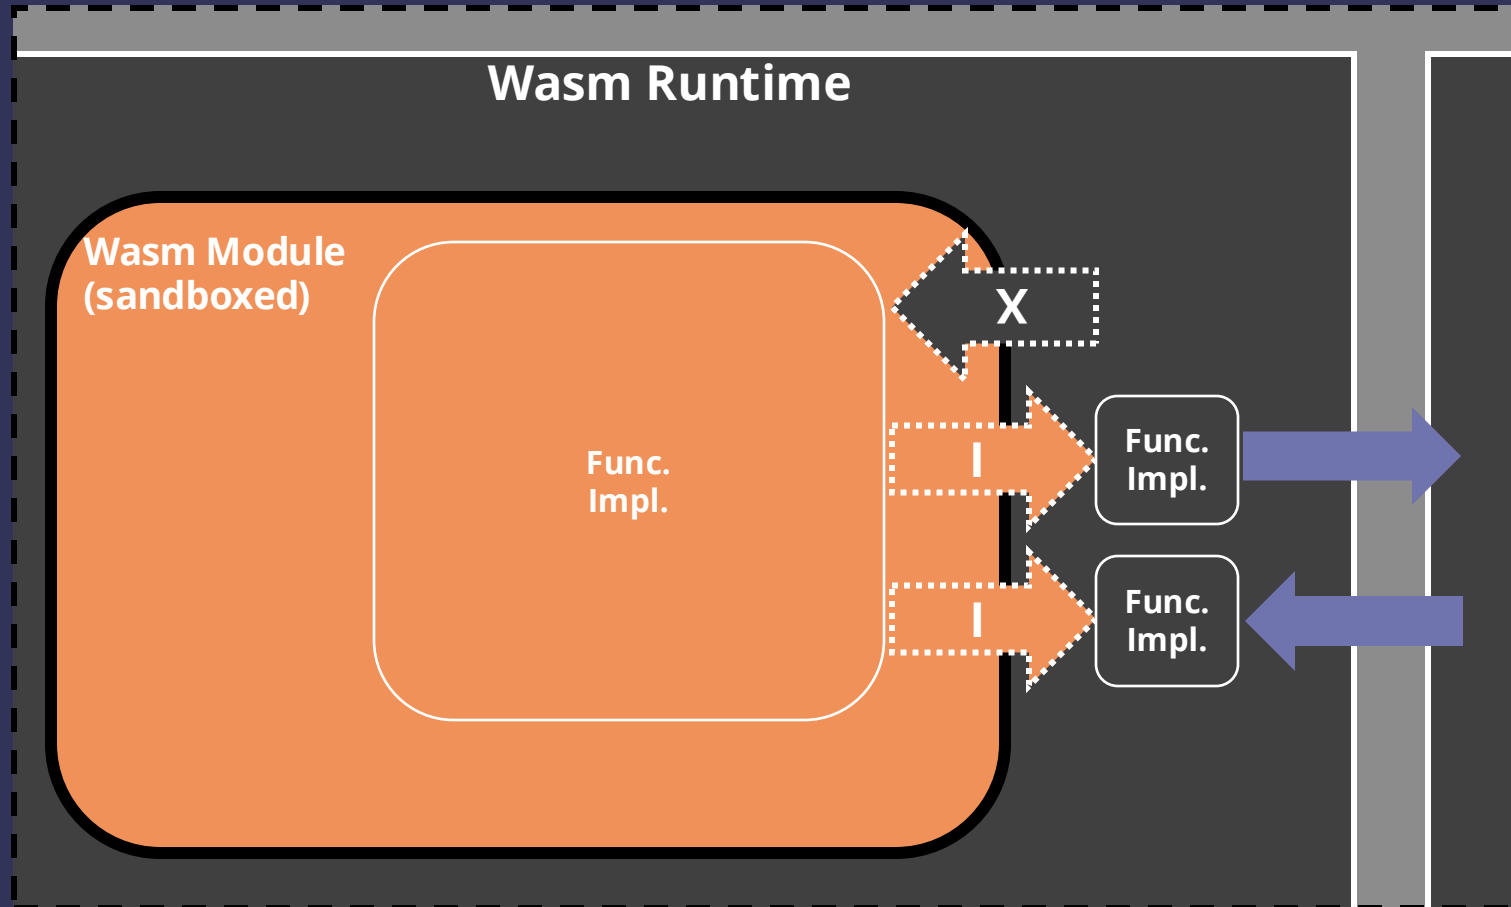 Wasm Runtime
Wasm Module
(sandboxed)
X
Func.
Impl.
I
Func.
Impl.
I
Func.
Impl.